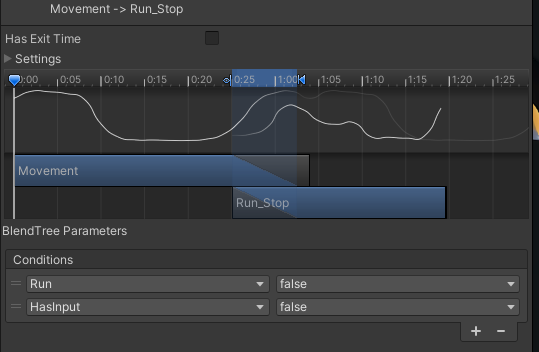 Movement -> Run_Stop
Has Exit Time
Settings
0:00 0:05 0:10 0:15 0:20 0:25 1:00 1:05 1:10 1:15 1:20 1:25
Movement
Run_Stop
BlendTree Parameters
Conditions
Run false
HasInput false
+ −